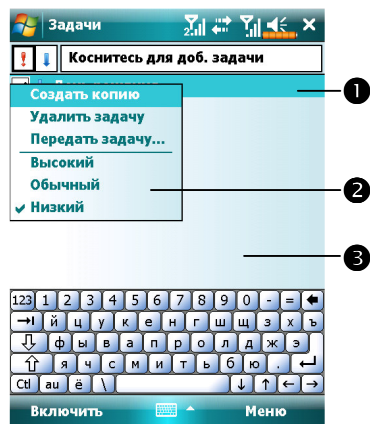 Задачи
Коснитесь для доб. задачи
Создать копию
Удалить задачу
Передать задачу...
Высокий
Обычный
Низкий
1
2
3
123 1 2 3 4 5 6 7 8 9 0 - =
й ц у к е н г ш щ з х ъ
ф ы в а п р о л д ж э
я ч с м и т ь б ю .
Ctl au ё \
Включить
Меню